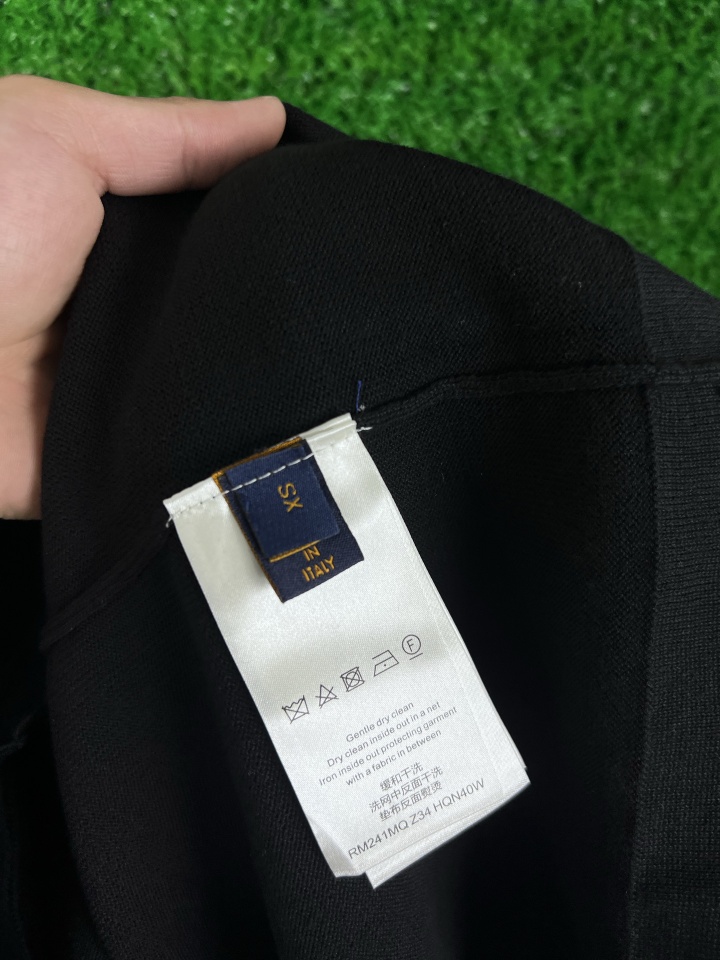 XS
IN
ITALY
F
Gentle dry clean
Dry clean inside out in a net
Iron inside out prolecting garment
with a fabric in between
缓和干洗
洗网中反面干洗
垫布反面熨烫
RM241MQ Z34 HQN40W